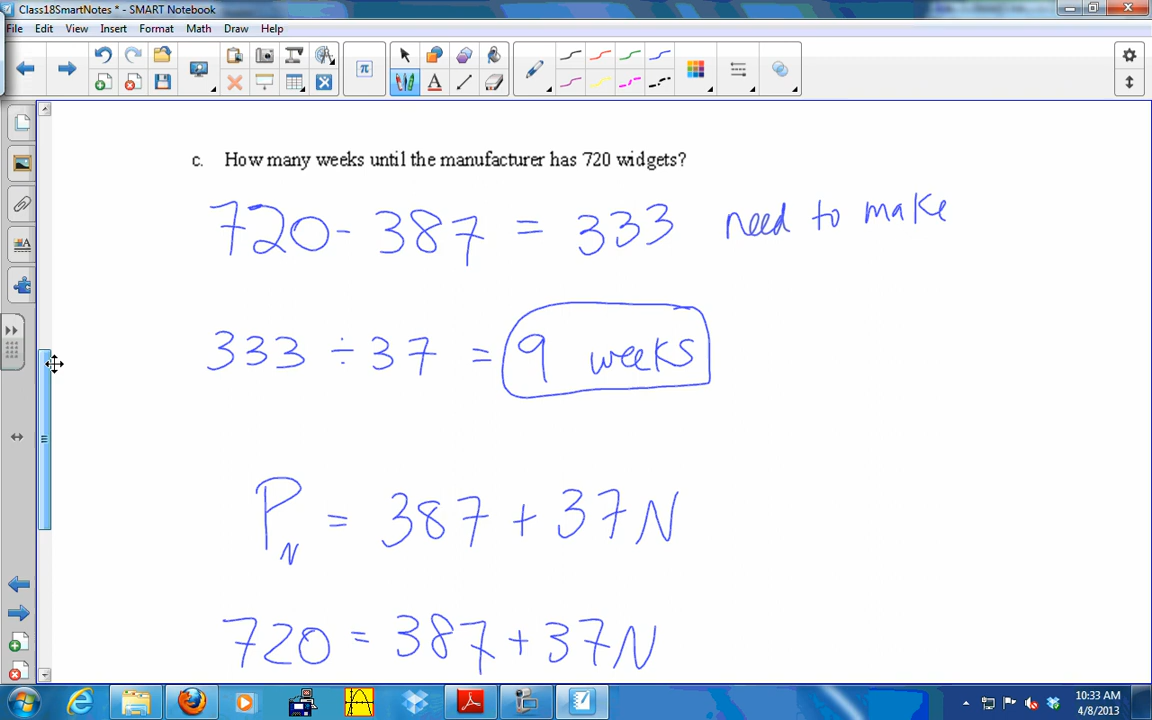 Class18SmartNotes * - SMART Notebook
File Edit View Insert Format Math Draw Help
π
A
c. How many weeks until the manufacturer has 720 widgets?
720 - 387 = 333 need to make
333 ÷ 37 = 9 weeks
P_N = 387 + 37N
720 = 387 + 37N
10:33 AM
4/8/2013